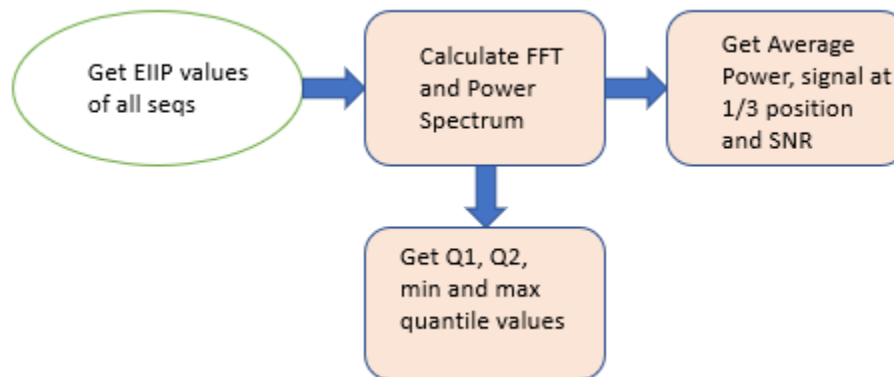 Get EIIP values
of all seqs
Calculate FFT
and Power
Spectrum
Get Average
Power, signal at
1/3 position
and SNR
Get Q1, Q2,
min and max
quantile values